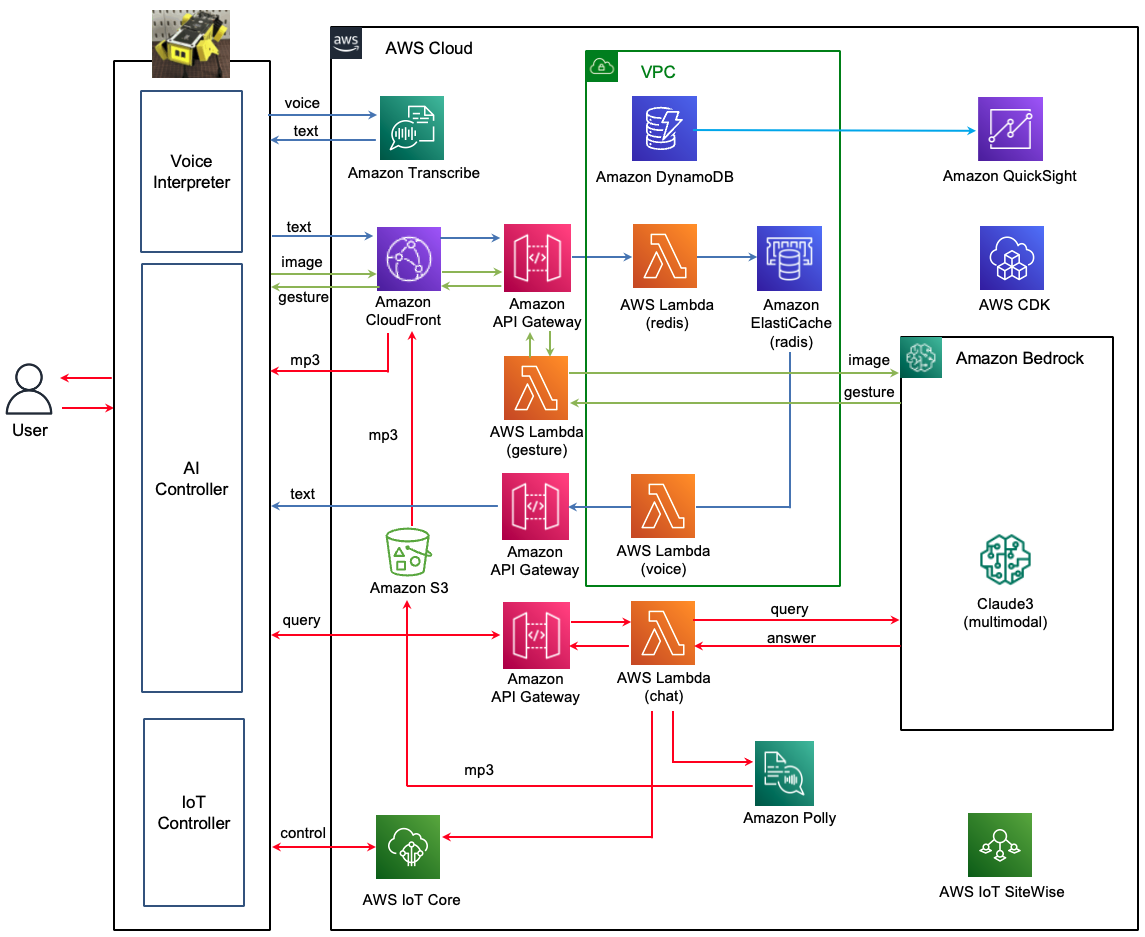 aws
AWS Cloud
VPC
voice
text
Voice
Interpreter
Amazon Transcribe
Amazon DynamoDB
Amazon QuickSight
text
image
gesture
Amazon
CloudFront
Amazon
API Gateway
AWS Lambda
(redis)
Amazon
ElastiCache
(radis)
AWS CDK
mp3
image
gesture
Amazon Bedrock
User
mp3
AWS Lambda
(gesture)
AI
Controller
text
Amazon
API Gateway
AWS Lambda
(voice)
Amazon S3
Claude3
(multimodal)
query
query
answer
Amazon
API Gateway
AWS Lambda
(chat)
mp3
Amazon Polly
IoT
Controller
control
AWS IoT Core
AWS IoT SiteWise